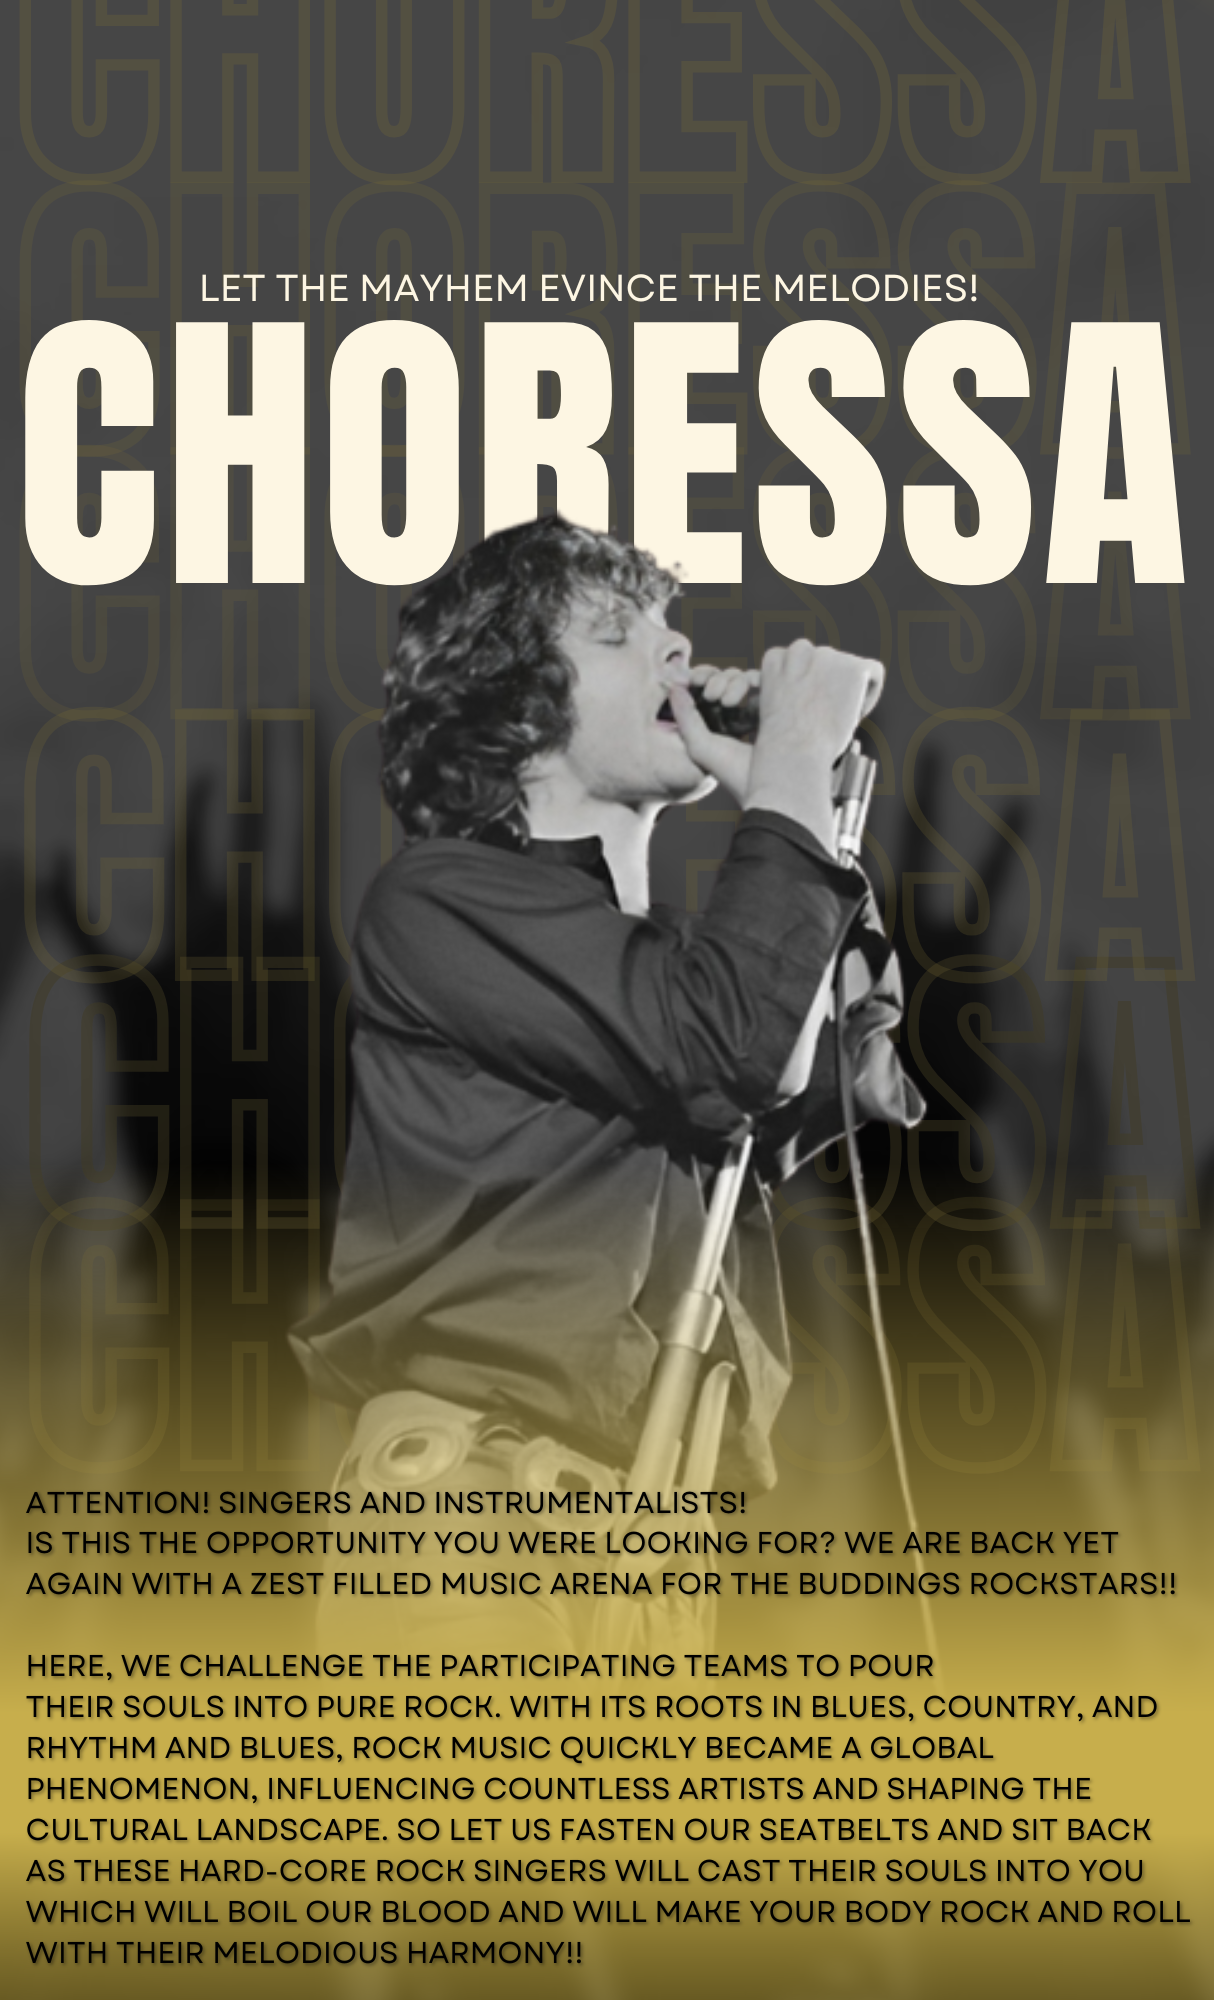 CHORESSA
CHORESSA
LET THE MAYHEM EVINCE THE MELODIES!
CHORESSA
CHORESSA
CHORESSA
CHORESSA
ATTENTION! SINGERS AND INSTRUMENTALISTS!
IS THIS THE OPPORTUNITY YOU WERE LOOKING FOR? WE ARE BACK YET
AGAIN WITH A ZEST FILLED MUSIC ARENA FOR THE BUDDINGS ROCKSTARS!!
HERE, WE CHALLENGE THE PARTICIPATING TEAMS TO POUR
THEIR SOULS INTO PURE ROCK. WITH ITS ROOTS IN BLUES, COUNTRY, AND
RHYTHM AND BLUES, ROCK MUSIC QUICKLY BECAME A GLOBAL
PHENOMENON, INFLUENCING COUNTLESS ARTISTS AND SHAPING THE
CULTURAL LANDSCAPE. SO LET US FASTEN OUR SEATBELTS AND SIT BACK
AS THESE HARD-CORE ROCK SINGERS WILL CAST THEIR SOULS INTO YOU
WHICH WILL BOIL OUR BLOOD AND WILL MAKE YOUR BODY ROCK AND ROLL
WITH THEIR MELODIOUS HARMONY!!